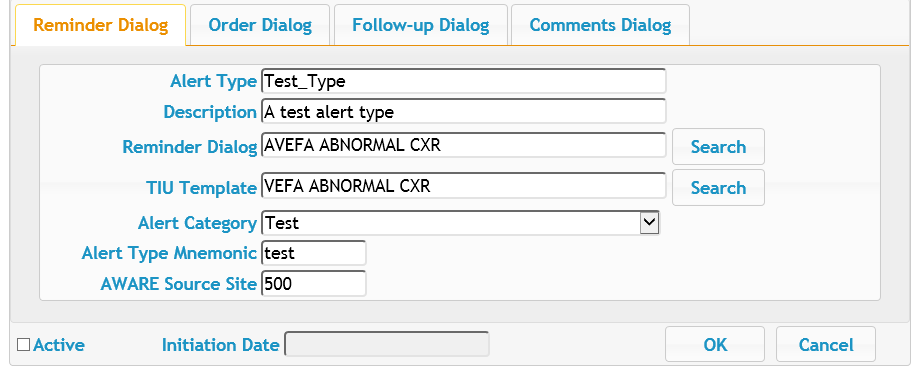 Reminder Dialog Order Dialog Follow-up Dialog Comments Dialog
Alert Type Test_Type
Description A test alert type
Reminder Dialog AVEFA ABNORMAL CXR Search
TIU Template VEFA ABNORMAL CXR Search
Alert Category Test
Alert Type Mnemonic test
AWARE Source Site 500
Active Initiation Date OK Cancel